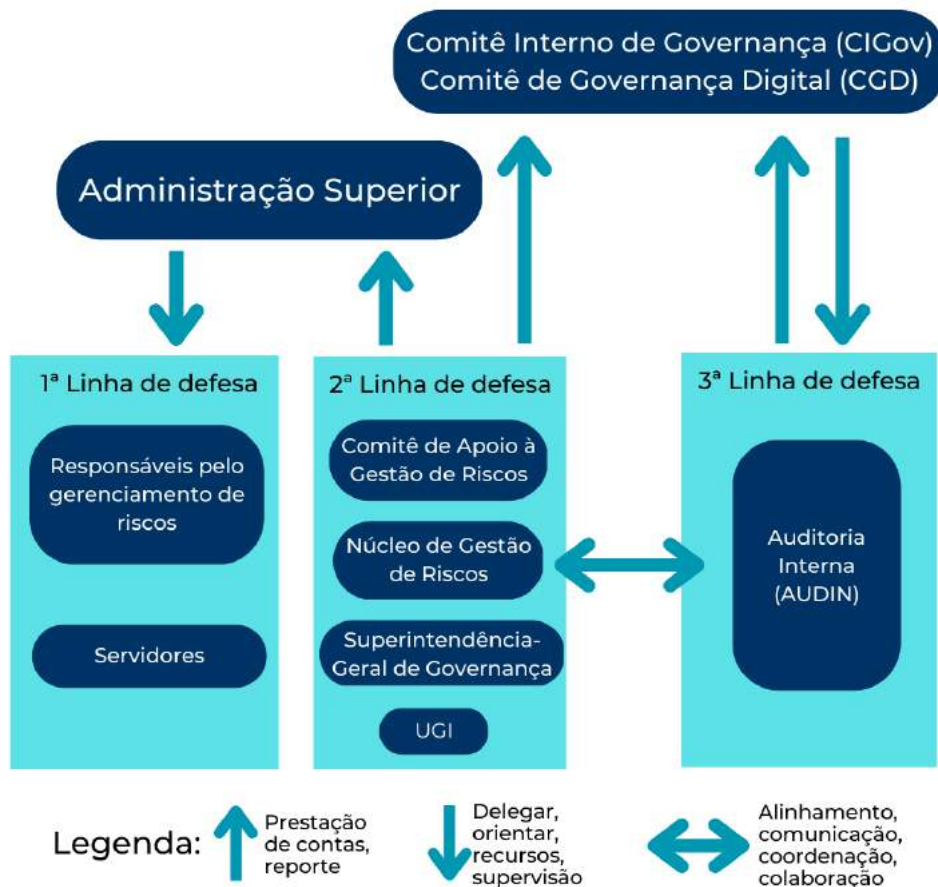 Comitê Interno de Governança (CIGov)
Comitê de Governança Digital (CGD)
Administração Superior
1ª Linha de defesa
Responsáveis pelo
gerenciamento de
riscos
Servidores
2ª Linha de defesa
Comitê de Apoio à
Gestão de Riscos
Núcleo de Gestão
de Riscos
Superintendência-
Geral de Governança
UGI
3ª Linha de defesa
Auditoria
Interna
(AUDIN)
Legenda:
Prestação
de contas,
reporte
Delegar,
orientar,
recursos,
supervisão
Alinhamento,
comunicação,
coordenação,
colaboração